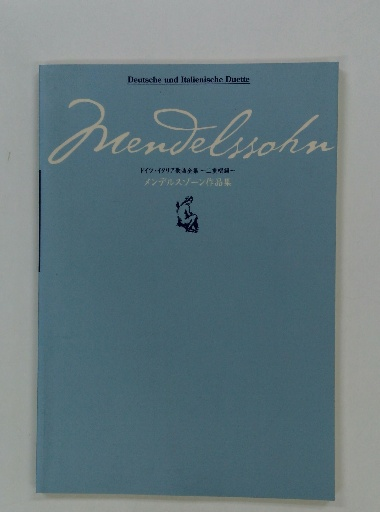 Deutsche und Italienische Duette
Mendelssohn
ドイツ・イタリア歌曲全集 −二重唱編−
メンデルスゾーン作品集